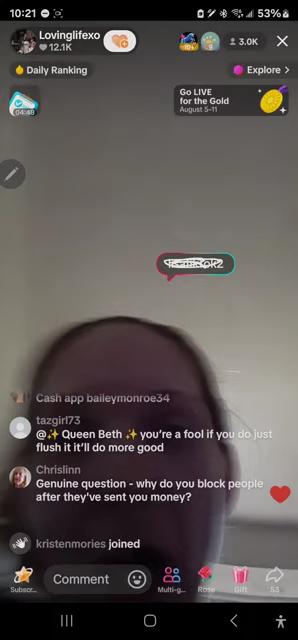 10:21
53%
Lovinglifexo
12.1K
10+
9
3.0K
Daily Ranking
Explore >
04:48
Go LIVE
for the Gold
August 5-11
Cash app baileymonroe34
tazgirl73
@✨ Queen Beth ✨ you're a fool if you do just
flush it it'll do more good
Chrislinn
Genuine question - why do you block people
after they've sent you money?
kristenmories joined
Subscr...
Comment
Multi-g...
Rose
Gift
53